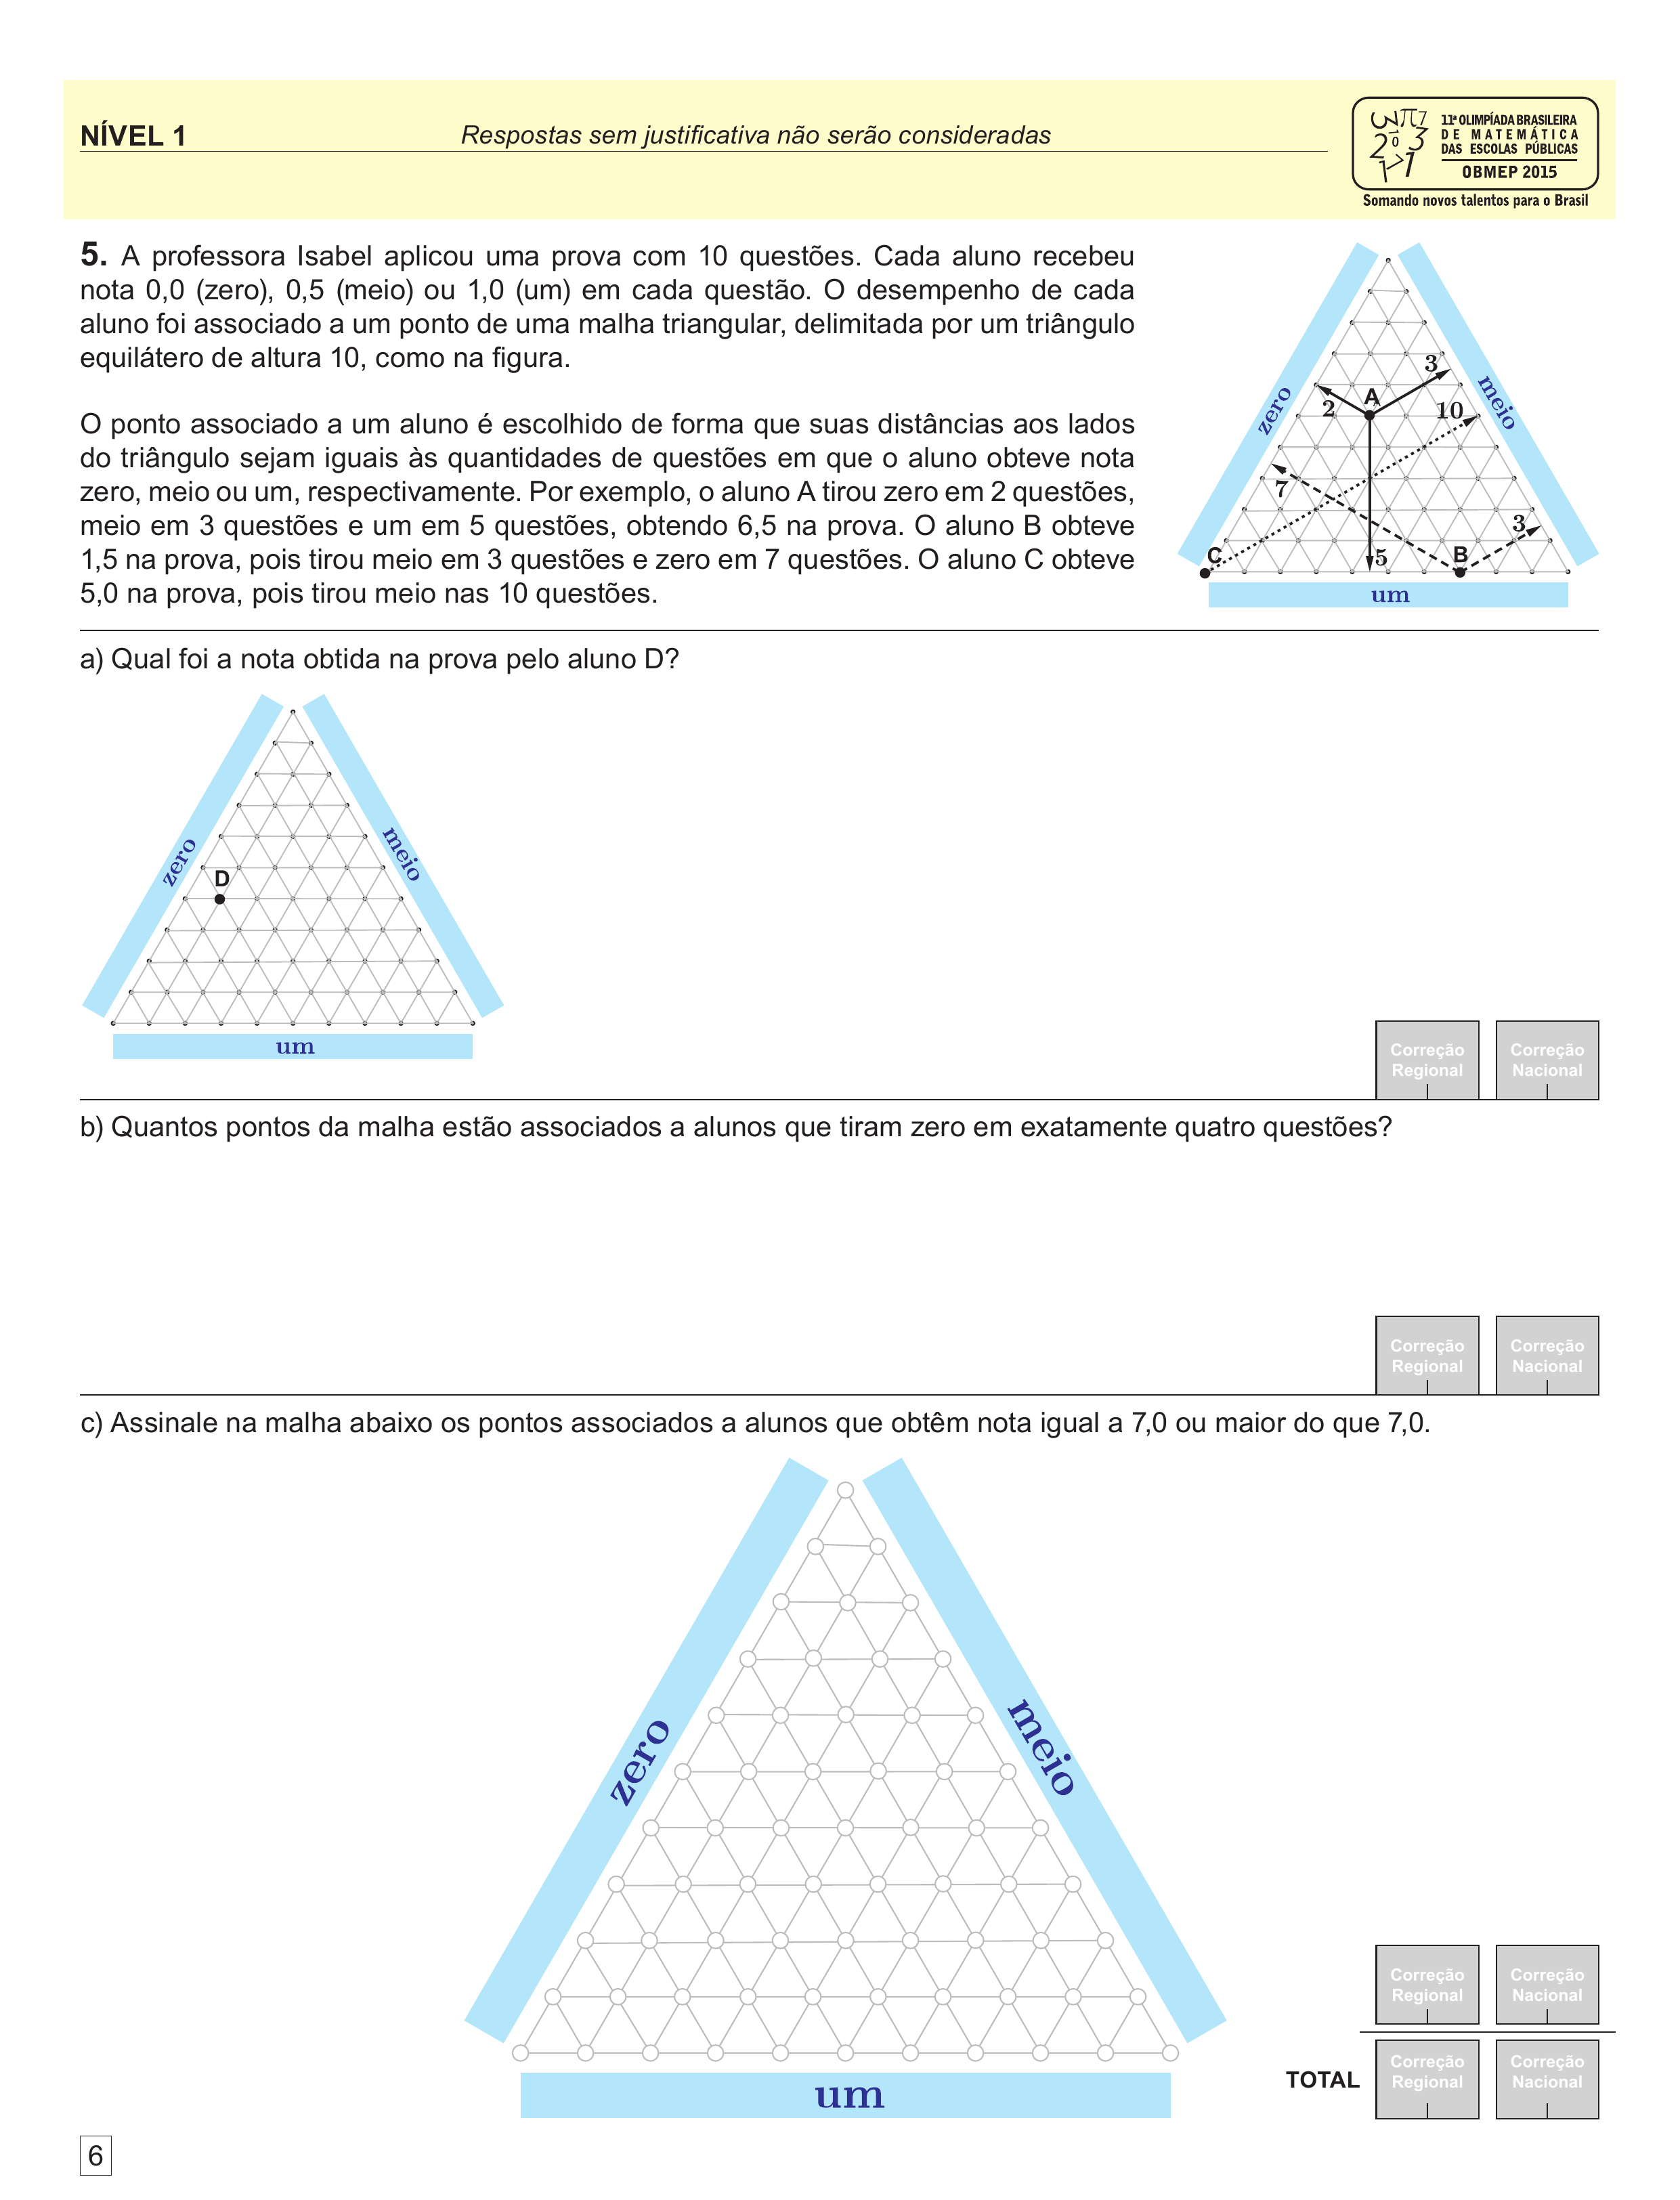 NÍVEL 1
Respostas sem justificativa não serão consideradas
11ª OLIMPÍADA BRASILEIRA
DE MATEMÁTICA
DAS ESCOLAS PÚBLICAS
OBMEP 2015
Somando novos talentos para o Brasil
5. A professora Isabel aplicou uma prova com 10 questões. Cada aluno recebeu
nota 0,0 (zero), 0,5 (meio) ou 1,0 (um) em cada questão. O desempenho de cada
aluno foi associado a um ponto de uma malha triangular, delimitada por um triângulo
equilátero de altura 10, como na figura.
O ponto associado a um aluno é escolhido de forma que suas distâncias aos lados
do triângulo sejam iguais às quantidades de questões em que o aluno obteve nota
zero, meio ou um, respectivamente. Por exemplo, o aluno A tirou zero em 2 questões,
meio em 3 questões e um em 5 questões, obtendo 6,5 na prova. O aluno B obteve
1,5 na prova, pois tirou meio em 3 questões e zero em 7 questões. O aluno C obteve
5,0 na prova, pois tirou meio nas 10 questões.
zero
meio
um
A
2
3
10
7
3
5
C
B
a) Qual foi a nota obtida na prova pelo aluno D?
zero
meio
D
um
Correção
Regional
Correção
Nacional
b) Quantos pontos da malha estão associados a alunos que tiram zero em exatamente quatro questões?
Correção
Regional
Correção
Nacional
c) Assinale na malha abaixo os pontos associados a alunos que obtêm nota igual a 7,0 ou maior do que 7,0.
zero
meio
um
Correção
Regional
Correção
Nacional
TOTAL
Correção
Regional
Correção
Nacional
6